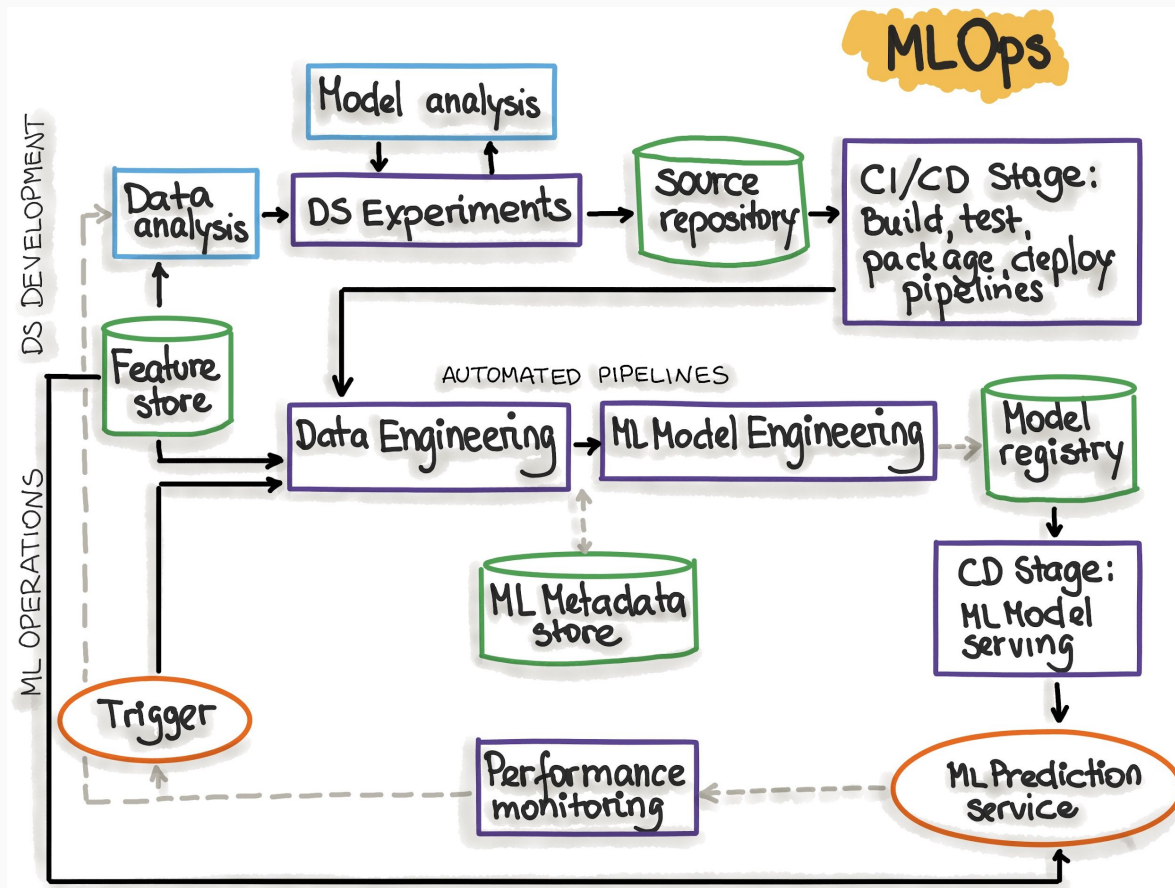 MLOps
Model analysis
DS DEVELOPMENT
Data
analysis
DS Experiments
Source
repository
CI/CD Stage:
Build, test,
package, deploy
pipelines
Feature
store
AUTOMATED PIPELINES
Data Engineering
ML Model Engineering
Model
registry
ML OPERATIONS
ML Metadata
store
CD Stage:
ML Model
serving
Trigger
Performance
monitoring
ML Prediction
service